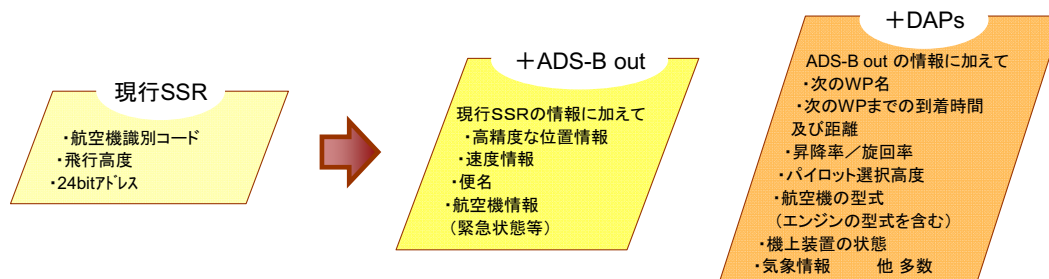 現行SSR
・航空機識別コード
・飛行高度
・24bitアドレス
＋ADS-B out
現行SSRの情報に加えて
・高精度な位置情報
・速度情報
・便名
・航空機情報
（緊急状態等）
＋DAPs
ADS-B out の情報に加えて
・次のWP名
・次のWPまでの到着時間
及び距離
・昇降率／旋回率
・パイロット選択高度
・航空機の型式
（エンジンの型式を含む）
・機上装置の状態
・気象情報　　他 多数